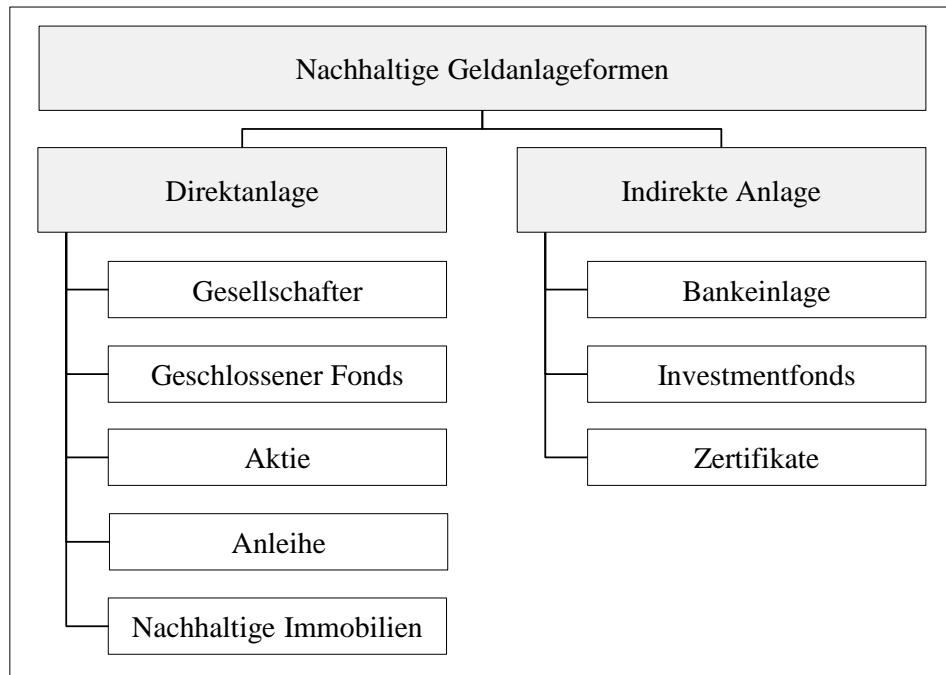 Nachhaltige Geldanlageformen
Direktanlage
Gesellschafter
Geschlossener Fonds
Aktie
Anleihe
Nachhaltige Immobilien
Indirekte Anlage
Bankeinlage
Investmentfonds
Zertifikate